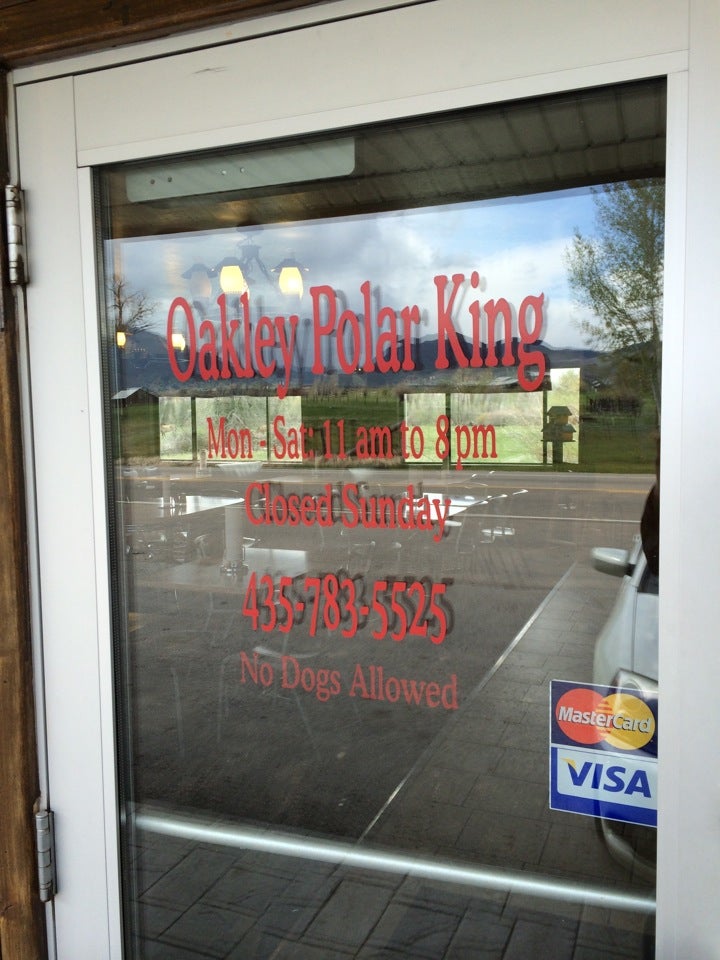 Oakley Polar King
Mon - Sat: 11 am to 8 pm
Closed Sunday
435-783-5525
No Dogs Allowed
MasterCard
VISA